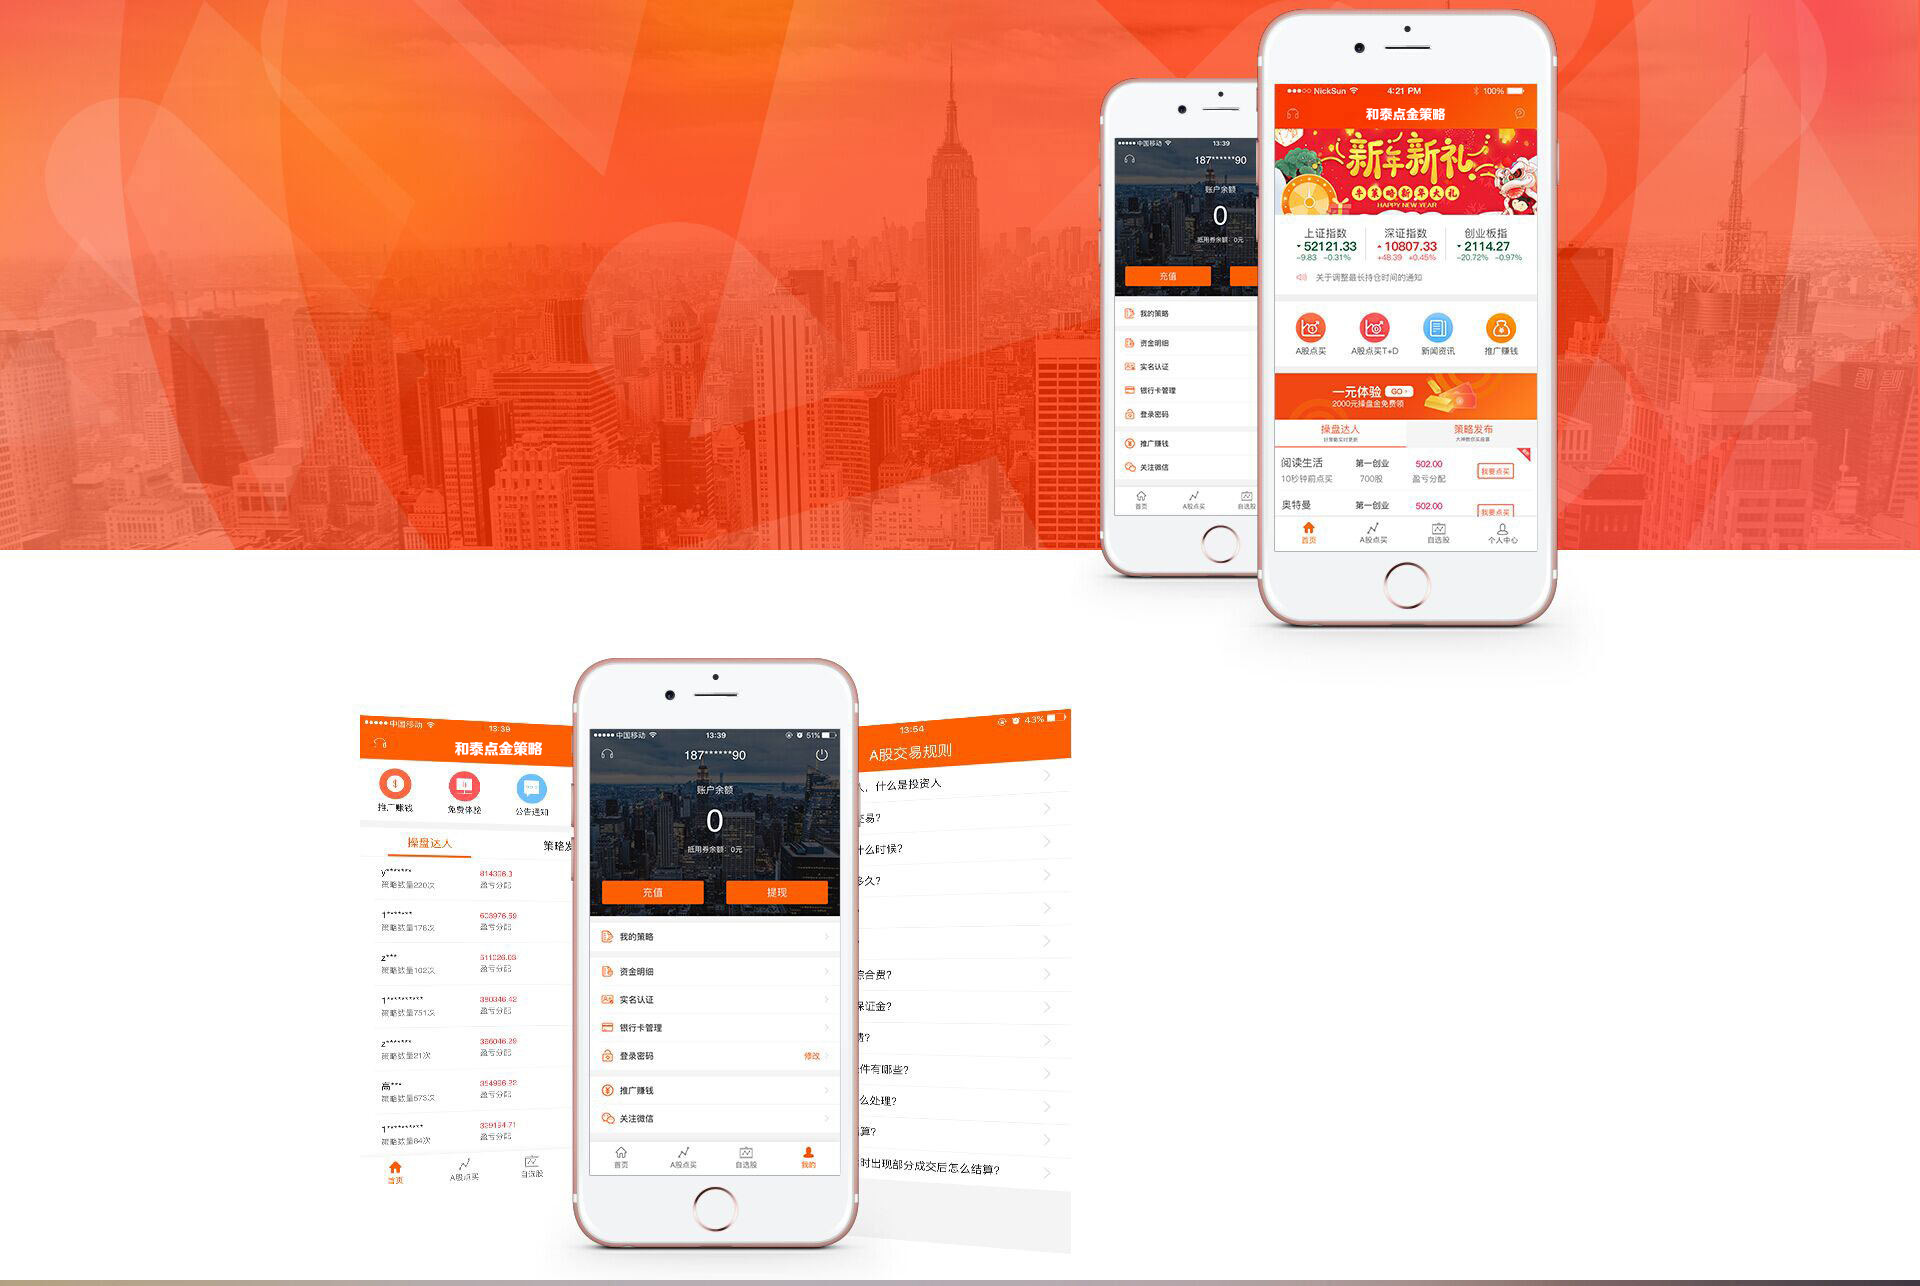 NickSun
4:21 PM
100%
和泰点金策略
新年新礼
牛策略新年大礼
HAPPY NEW YEAR
上证指数
深证指数
创业板指
52121.33
10807.33
2114.27
-9.83 -0.31%
+48.39 +0.45%
-20.72% -0.97%
关于调整最长持仓时间的通知
A股点买
A股点买T+D
新闻资讯
推广赚钱
一元体验 GO
2000元操盘金免费领
操盘达人
策略发布
阅读生活
第一创业
502.00
我要点买
10秒钟前点买
700股
盈亏分配
奥特曼
第一创业
502.00
我要点买
首页
A股点买
自选股
个人中心
中国移动
13:39
187******90
账户余额
0
抵用券余额：0元
充值
我的策略
资金明细
实名认证
银行卡管理
登录密码
推广赚钱
关注微信
首页
A股点买
自选股
中国移动
13:39
和泰点金策略
推广赚钱
免费体验
公告通知
操盘达人
策略发
y*******
814306.3
策略数量220次
盈亏分配
1*******
603976.59
策略数量176次
盈亏分配
z***
511026.03
策略数量102次
盈亏分配
1**********
390346.42
策略数量751次
盈亏分配
z*******
386046.29
策略数量21次
盈亏分配
高***
354996.22
策略数量673次
盈亏分配
1**********
339194.71
策略数量84次
盈亏分配
首页
A股点买
自选股
中国移动
13:39
51%
187******90
账户余额
0
抵用券余额：0元
充值
提现
我的策略
资金明细
实名认证
银行卡管理
登录密码
修改
推广赚钱
关注微信
首页
A股点买
自选股
我的
13:54
43%
A股交易规则
人，什么是投资人
交易?
什么时候?
多久?
综合费?
保证金?
费?
件有哪些?
么处理?
算?
时出现部分成交后怎么结算?